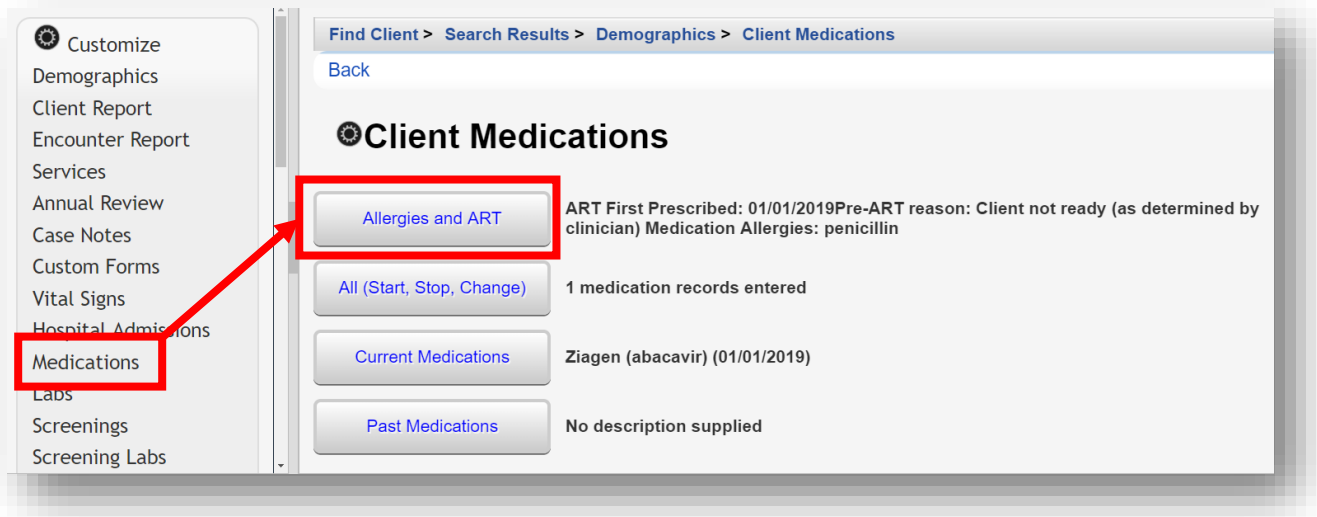 Customize
Demographics
Client Report
Encounter Report
Services
Annual Review
Case Notes
Custom Forms
Vital Signs
Hospital Admissions
Medications
Labs
Screenings
Screening Labs
Find Client > Search Results > Demographics > Client Medications
Back
Client Medications
Allergies and ART
ART First Prescribed: 01/01/2019Pre-ART reason: Client not ready (as determined by
clinician) Medication Allergies: penicillin
All (Start, Stop, Change)
1 medication records entered
Current Medications
Ziagen (abacavir) (01/01/2019)
Past Medications
No description supplied